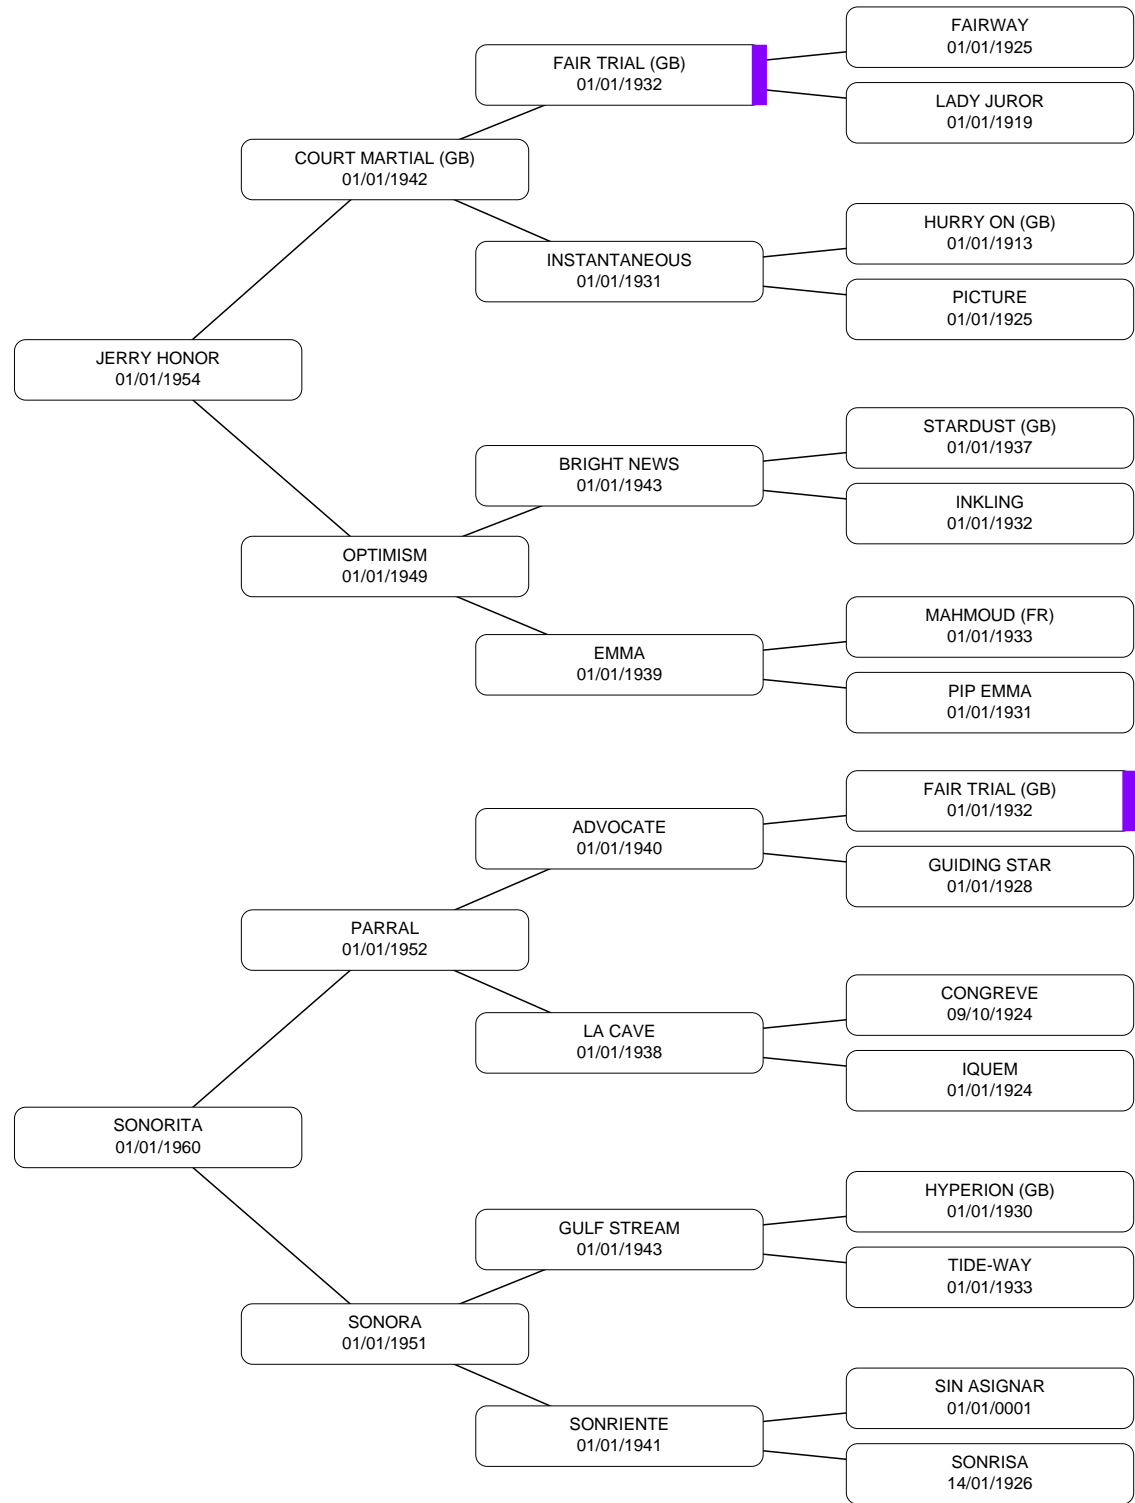 FAIRWAY
01/01/1925
FAIR TRIAL (GB)
01/01/1932
LADY JUROR
01/01/1919
COURT MARTIAL (GB)
01/01/1942
HURRY ON (GB)
01/01/1913
INSTANTANEOUS
01/01/1931
PICTURE
01/01/1925
JERRY HONOR
01/01/1954
STARDUST (GB)
01/01/1937
BRIGHT NEWS
01/01/1943
INKLING
01/01/1932
OPTIMISM
01/01/1949
MAHMOUD (FR)
01/01/1933
EMMA
01/01/1939
PIP EMMA
01/01/1931
FAIR TRIAL (GB)
01/01/1932
ADVOCATE
01/01/1940
GUIDING STAR
01/01/1928
PARRAL
01/01/1952
CONGREVE
09/10/1924
LA CAVE
01/01/1938
IQUEM
01/01/1924
SONORITA
01/01/1960
HYPERION (GB)
01/01/1930
GULF STREAM
01/01/1943
TIDE-WAY
01/01/1933
SONORA
01/01/1951
SIN ASIGNAR
01/01/0001
SONRIENTE
01/01/1941
SONRISA
14/01/1926